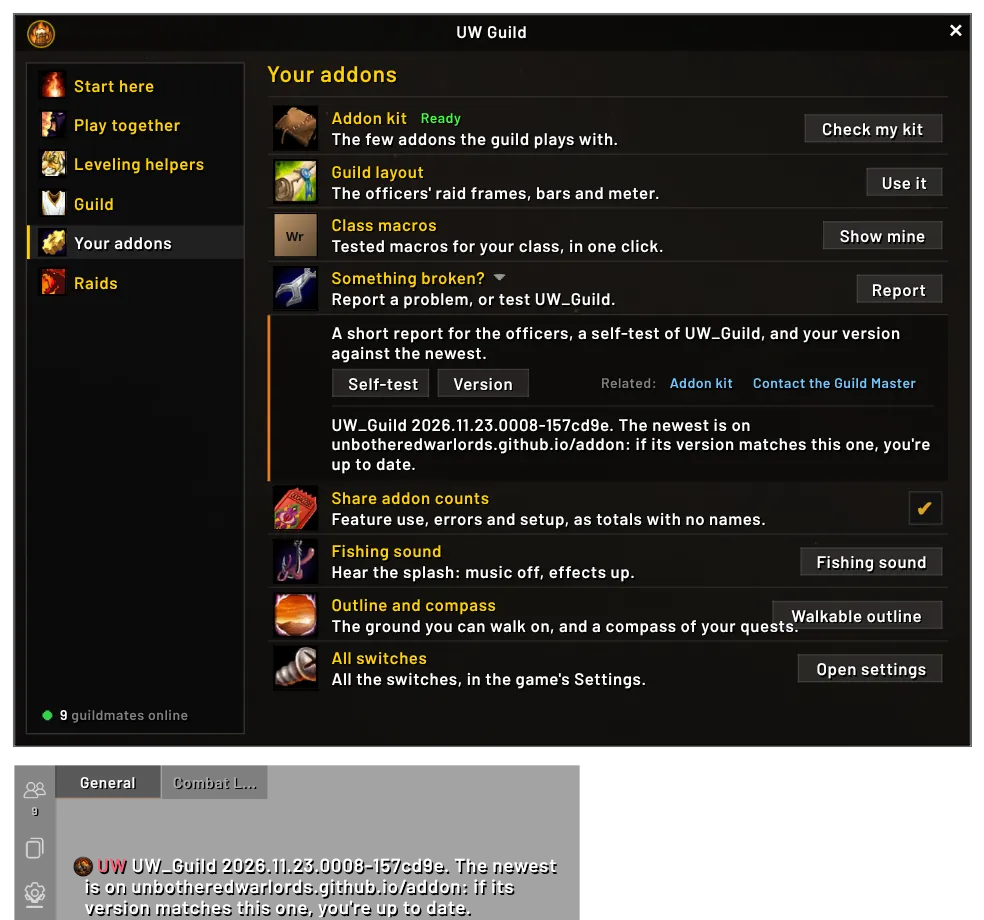 UW Guild
Start here
Play together
Leveling helpers
Guild
Your addons
Raids
9 guildmates online
Your addons
Addon kit Ready
The few addons the guild plays with.
Check my kit
Guild layout
The officers' raid frames, bars and meter.
Use it
Wr
Class macros
Tested macros for your class, in one click.
Show mine
Something broken?
Report a problem, or test UW_Guild.
Report
A short report for the officers, a self-test of UW_Guild, and your version
against the newest.
Self-test
Version
Related: Addon kit Contact the Guild Master
UW_Guild 2026.11.23.0008-157cd9e. The newest is on
unbotheredwarlords.github.io/addon: if its version matches this one, you're
up to date.
Share addon counts
Feature use, errors and setup, as totals with no names.
Fishing sound
Hear the splash: music off, effects up.
Fishing sound
Outline and compass
The ground you can walk on, and a compass of your quests.
Walkable outline
All switches
All the switches, in the game's Settings.
Open settings
General
Combat L...
9
UW UW_Guild 2026.11.23.0008-157cd9e. The newest
is on unbotheredwarlords.github.io/addon: if its
version matches this one, you're up to date.